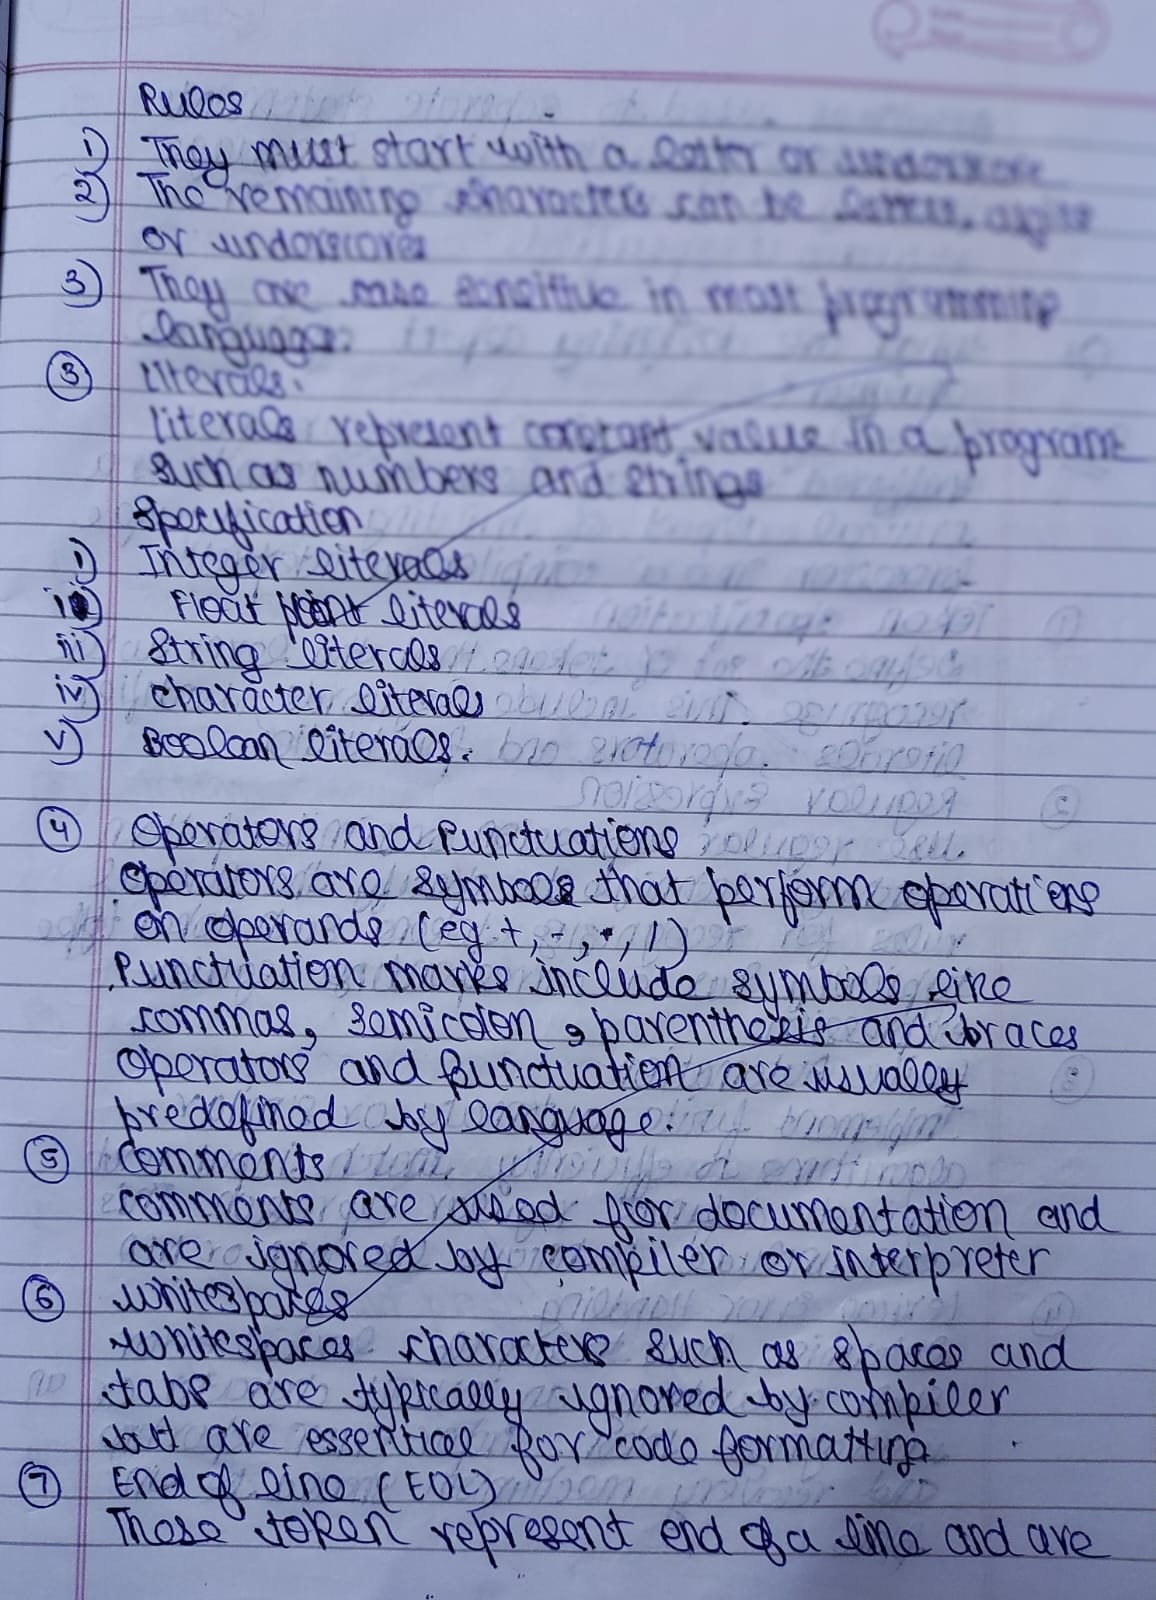 Rules
1) They must start with a letter or underscore
2) The remaining characters can be letters, digits
or underscores
3) They are case sensitive in most programming
languages.
③ literals.
literals represent constant value in a program
such as numbers and strings
Specification
i) Integer literals
ii) Float point literals
iii) String literals
iv) character literals
v) Boolean literals.
④ Operators and Punctuations
Operators are symbols that perform operations
on operands (eg +, -, *, /)
Punctuation marks include symbols like
commas, semicolon, parenthesis and braces
Operators and Punctuation are usually
predefined by language.
⑤ Comments
comments are used for documentation and
are ignored by compiler or interpreter
⑥ whitespaces
whitespaces characters such as spaces and
tabs are typically ignored by compiler
but are essential for code formatting
⑦ End of line (EOL)
These token represent end of a line and are